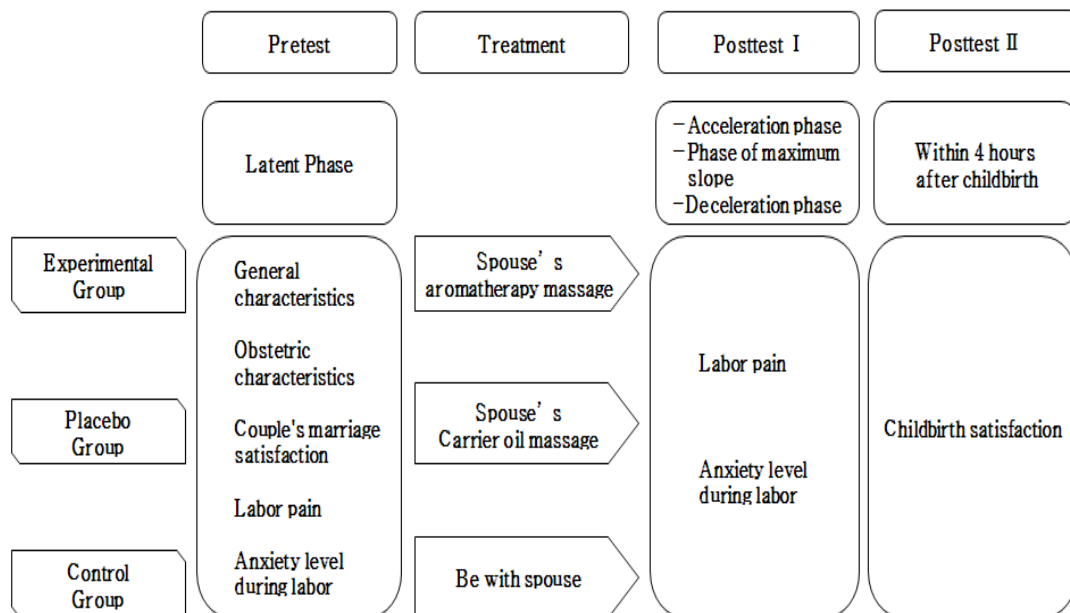 Pretest
Treatment
Posttest Ⅰ
Posttest Ⅱ
Latent Phase
-Acceleration phase
-Phase of maximum
slope
-Deceleration phase
Within 4 hours
after childbirth
Experimental
Group
General
characteristics
Obstetric
characteristics
Couple's marriage
satisfaction
Labor pain
Anxiety level
during labor
Spouse’s
aromatherapy massage
Labor pain
Anxiety level
during labor
Childbirth satisfaction
Placebo
Group
Spouse’s
Carrier oil massage
Control
Group
Be with spouse